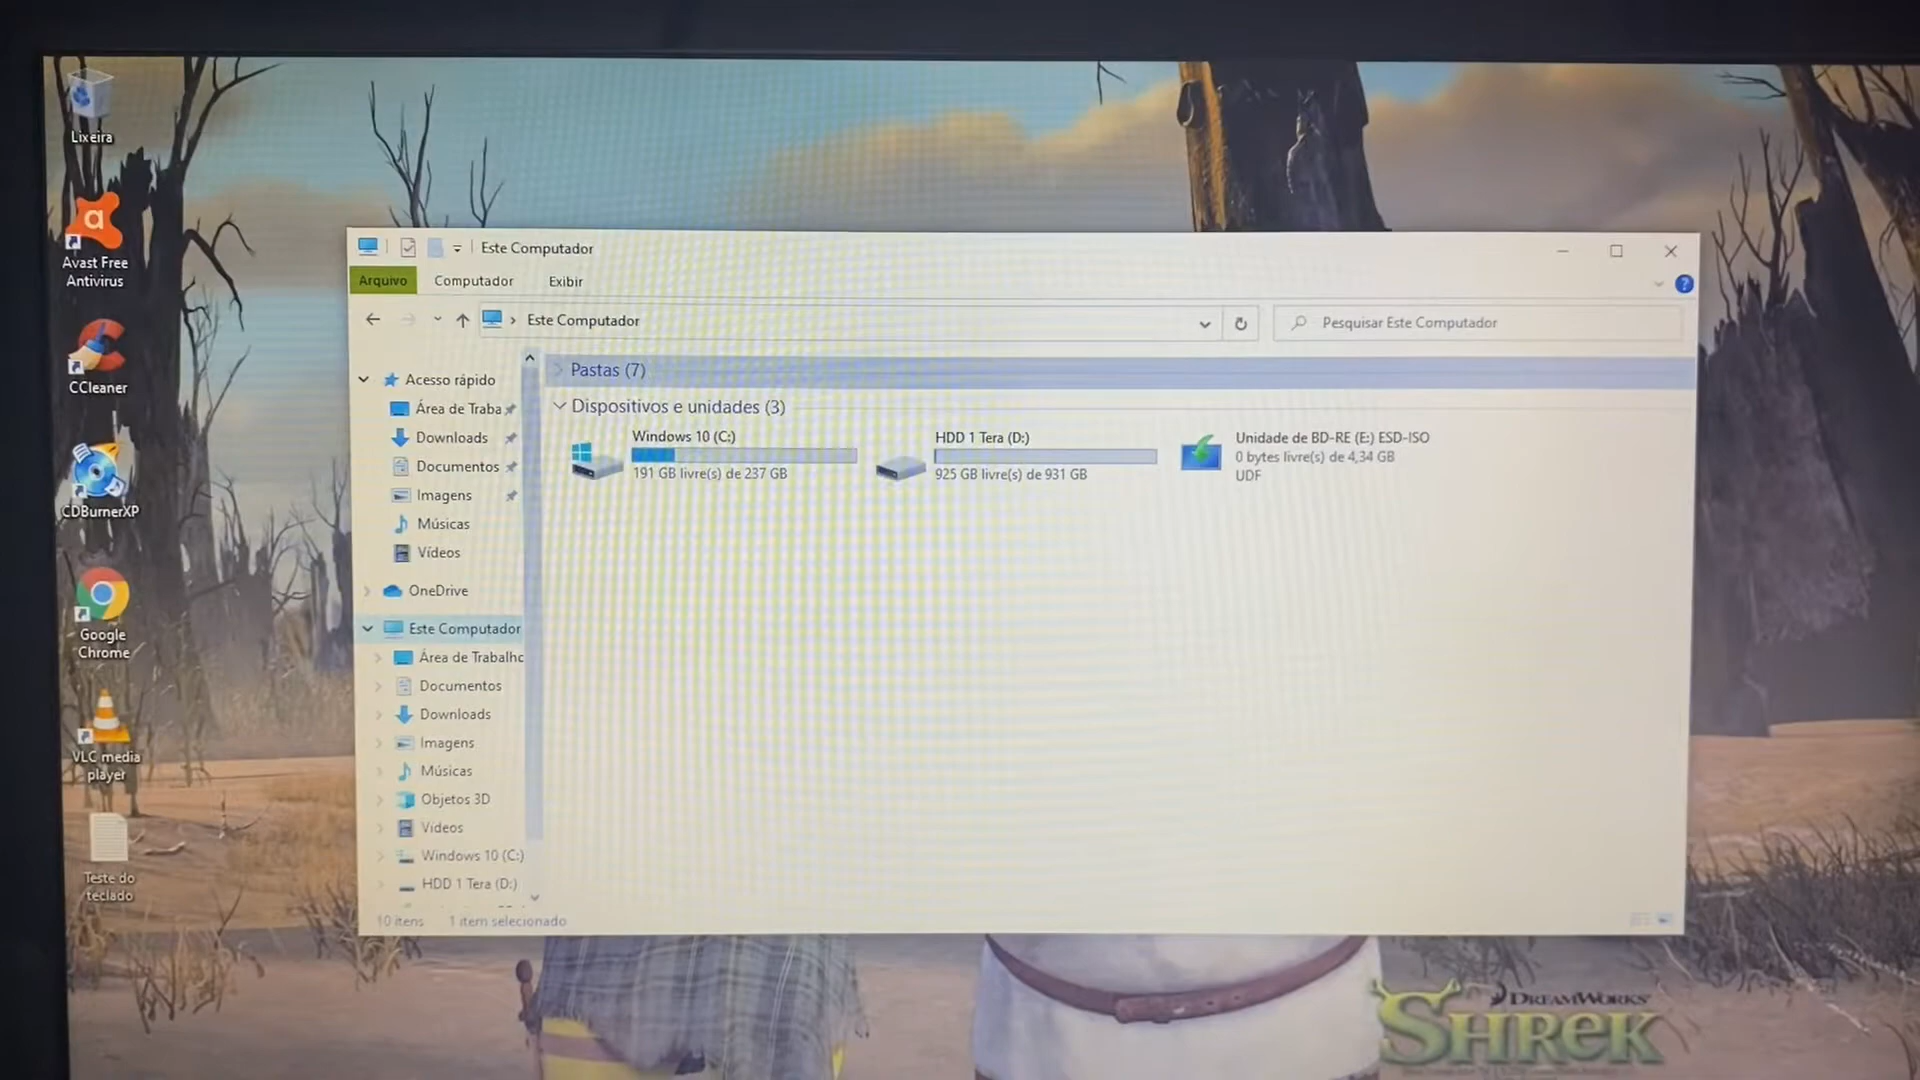 Lixeira
Avast Free
Antivirus
CCleaner
CDBurnerXP
Google
Chrome
VLC media
player
Teste do
teclado
Este Computador
Arquivo
Computador
Exibir
Este Computador
Pesquisar Este Computador
Acesso rápido
Área de Traba
Downloads
Documentos
Imagens
Músicas
Vídeos
OneDrive
Este Computador
Área de Trabalho
Documentos
Downloads
Imagens
Músicas
Objetos 3D
Vídeos
Windows 10 (C:)
HDD 1 Tera (D:)
Pastas (7)
Dispositivos e unidades (3)
Windows 10 (C:)
191 GB livre(s) de 237 GB
HDD 1 Tera (D:)
925 GB livre(s) de 931 GB
Unidade de BD-RE (E:) ESD-ISO
0 bytes livre(s) de 4,34 GB
UDF
10 itens
1 item selecionado
DREAMWORKS
SHREK